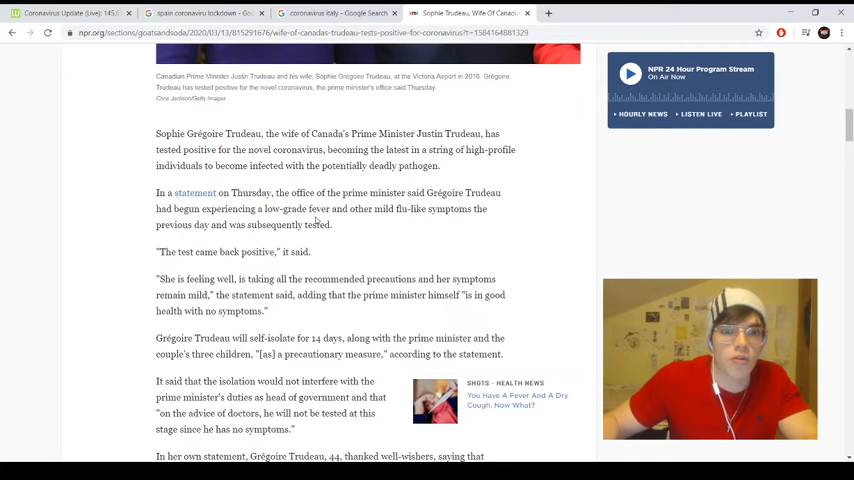 Coronavirus Update (Live): 145,6
spain coronaviru lockdown - Goo
coronavirus italy - Google Search
Sophie Trudeau, Wife Of Canada
npr.org/sections/goatsandsoda/2020/03/13/815291676/wife-of-canadas-trudeau-tests-positive-for-coronavirus?t=1584164881329
Canadian Prime Minister Justin Trudeau and his wife, Sophie Grégoire Trudeau, at the Victoria Airport in 2016. Grégoire
Trudeau has tested positive for the novel coronavirus, the prime minister's office said Thursday.
Chris Jackson/Getty Images
NPR 24 Hour Program Stream
On Air Now
HOURLY NEWS
LISTEN LIVE
PLAYLIST
Sophie Grégoire Trudeau, the wife of Canada's Prime Minister Justin Trudeau, has
tested positive for the novel coronavirus, becoming the latest in a string of high-profile
individuals to become infected with the potentially deadly pathogen.
In a statement on Thursday, the office of the prime minister said Grégoire Trudeau
had begun experiencing a low-grade fever and other mild flu-like symptoms the
previous day and was subsequently tested.
"The test came back positive," it said.
"She is feeling well, is taking all the recommended precautions and her symptoms
remain mild," the statement said, adding that the prime minister himself "is in good
health with no symptoms."
Grégoire Trudeau will self-isolate for 14 days, along with the prime minister and the
couple's three children, "[as] a precautionary measure," according to the statement.
It said that the isolation would not interfere with the
prime minister's duties as head of government and that
"on the advice of doctors, he will not be tested at this
stage since he has no symptoms."
SHOTS - HEALTH NEWS
You Have A Fever And A Dry
Cough. Now What?
In her own statement, Grégoire Trudeau, 44, thanked well-wishers, saying that